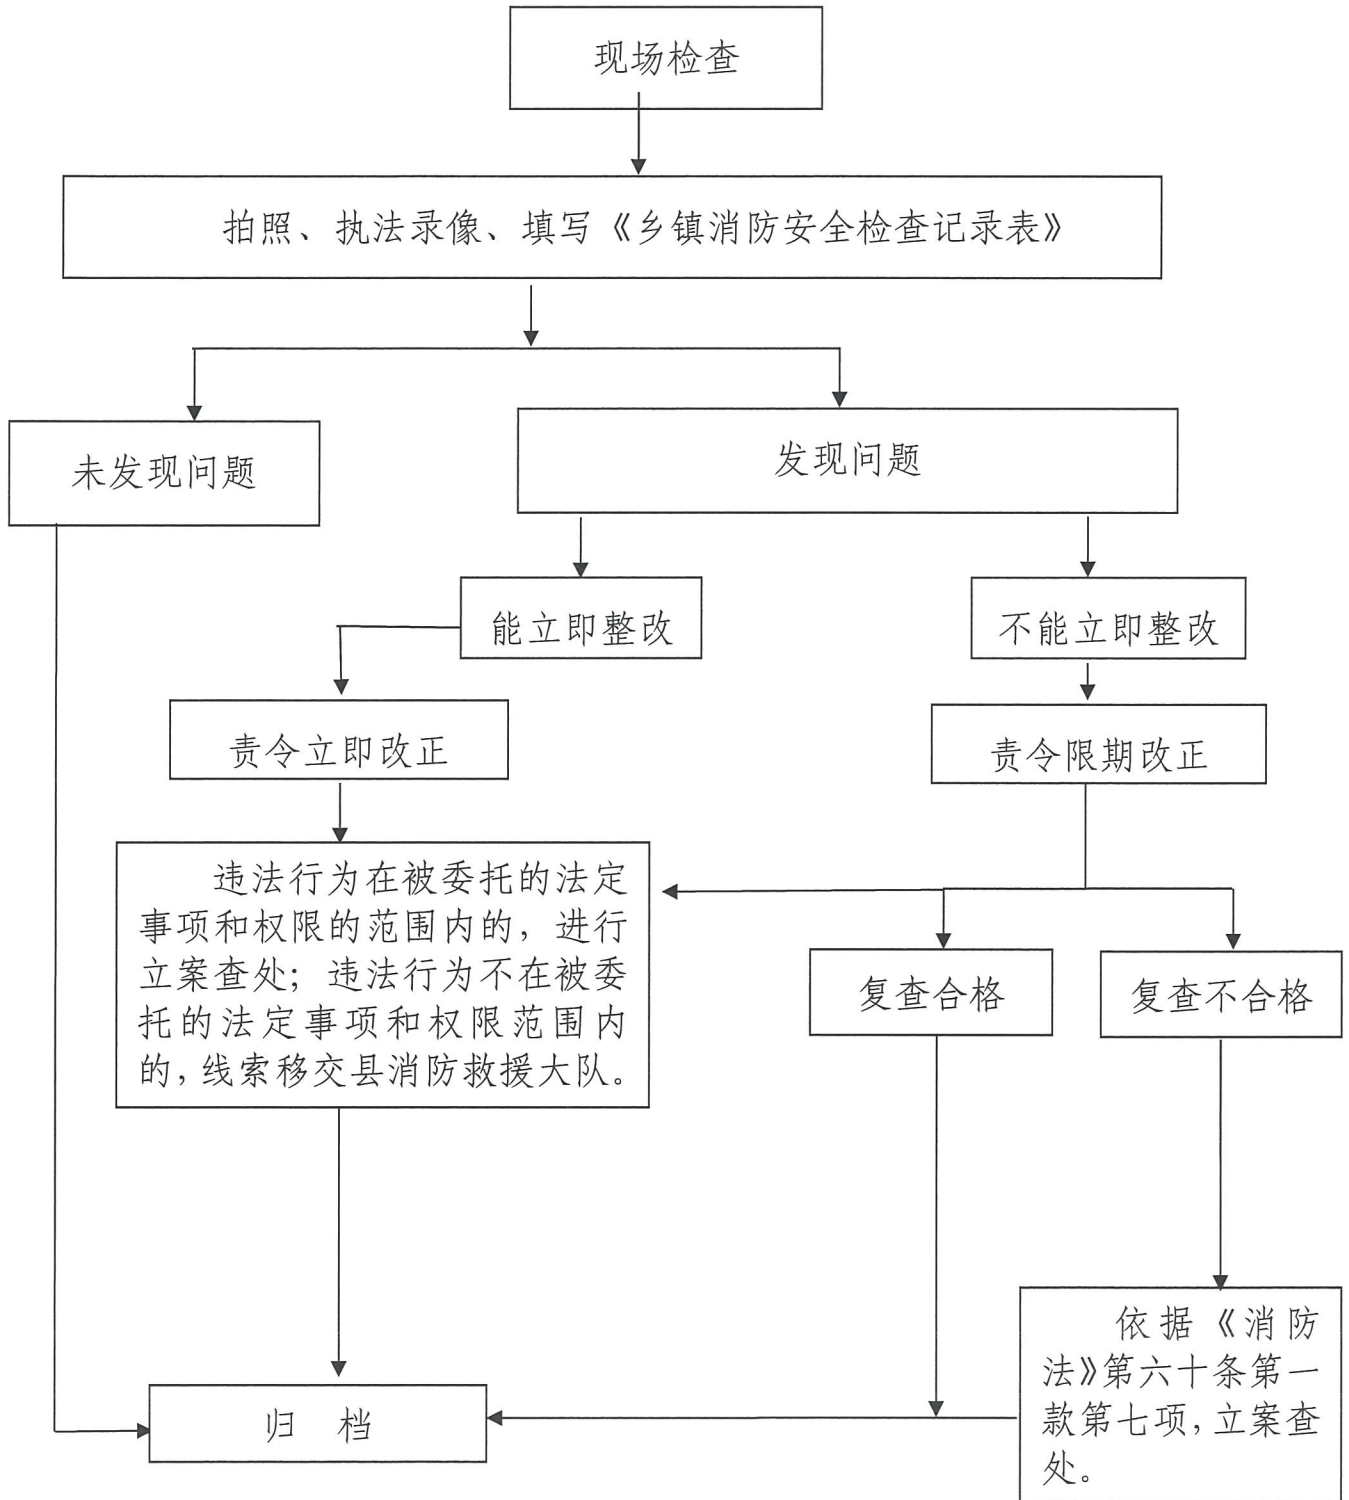 现场检查
拍照、执法录像、填写《乡镇消防安全检查记录表》
未发现问题
发现问题
能立即整改
不能立即整改
责令立即改正
责令限期改正
违法行为在被委托的法定
事项和权限的范围内的，进行
立案查处；违法行为不在被委
托的法定事项和权限范围内
的，线索移交县消防救援大队。
复查合格
复查不合格
依据《消防
法》第六十条第一
款第七项，立案查
处。
归 档